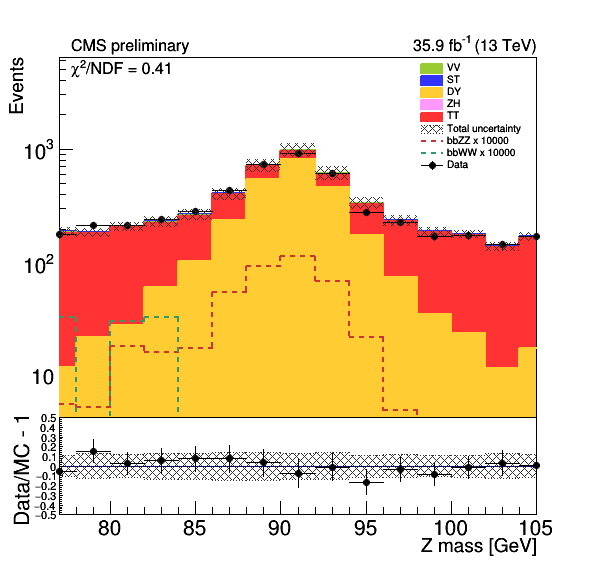 CMS preliminary 35.9 fb⁻¹ (13 TeV)
χ²/NDF = 0.41
Events
VV
ST
DY
ZH
TT
Total uncertainty
bbZZ x 10000
bbWW x 10000
Data
10³
10²
10
Data/MC - 1
0.5
0.4
0.3
0.2
0.1
0
−0.1
−0.2
−0.3
−0.4
−0.5
80 85 90 95 100 105
Z mass [GeV]